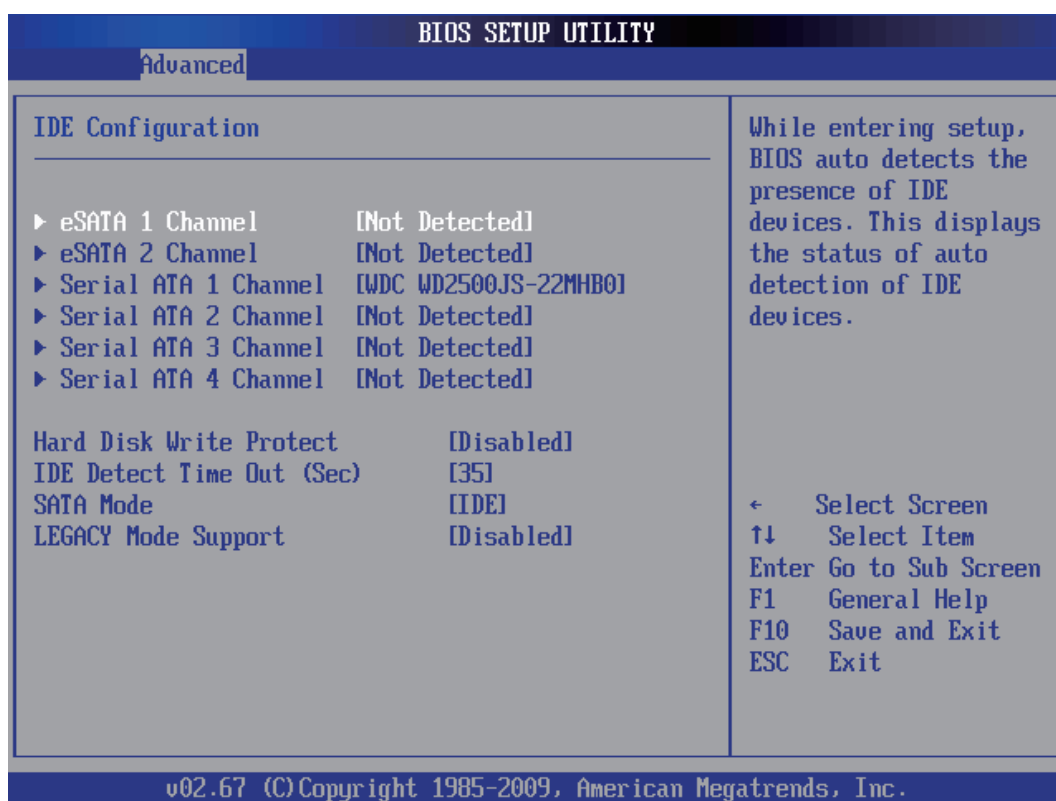 BIOS SETUP UTILITY
Advanced
IDE Configuration
eSATA 1 Channel [Not Detected]
eSATA 2 Channel [Not Detected]
Serial ATA 1 Channel [WDC WD2500JS-22MHB0]
Serial ATA 2 Channel [Not Detected]
Serial ATA 3 Channel [Not Detected]
Serial ATA 4 Channel [Not Detected]
Hard Disk Write Protect [Disabled]
IDE Detect Time Out (Sec) [35]
SATA Mode [IDE]
LEGACY Mode Support [Disabled]
While entering setup,
BIOS auto detects the
presence of IDE
devices. This displays
the status of auto
detection of IDE
devices.
← Select Screen
↑↓ Select Item
Enter Go to Sub Screen
F1 General Help
F10 Save and Exit
ESC Exit
v02.67 (C)Copyright 1985-2009, American Megatrends, Inc.